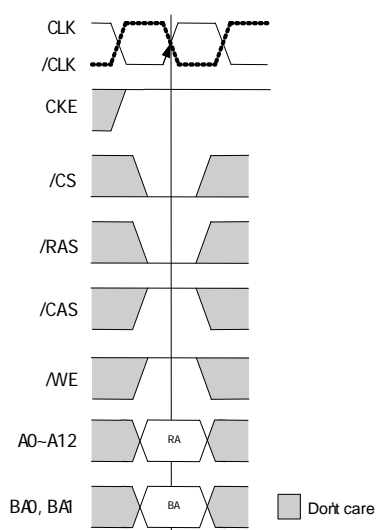 CLK
/CLK
CKE
/CS
/RAS
/CAS
/WE
A0~A12
RA
BA0, BA1
BA
Don't care